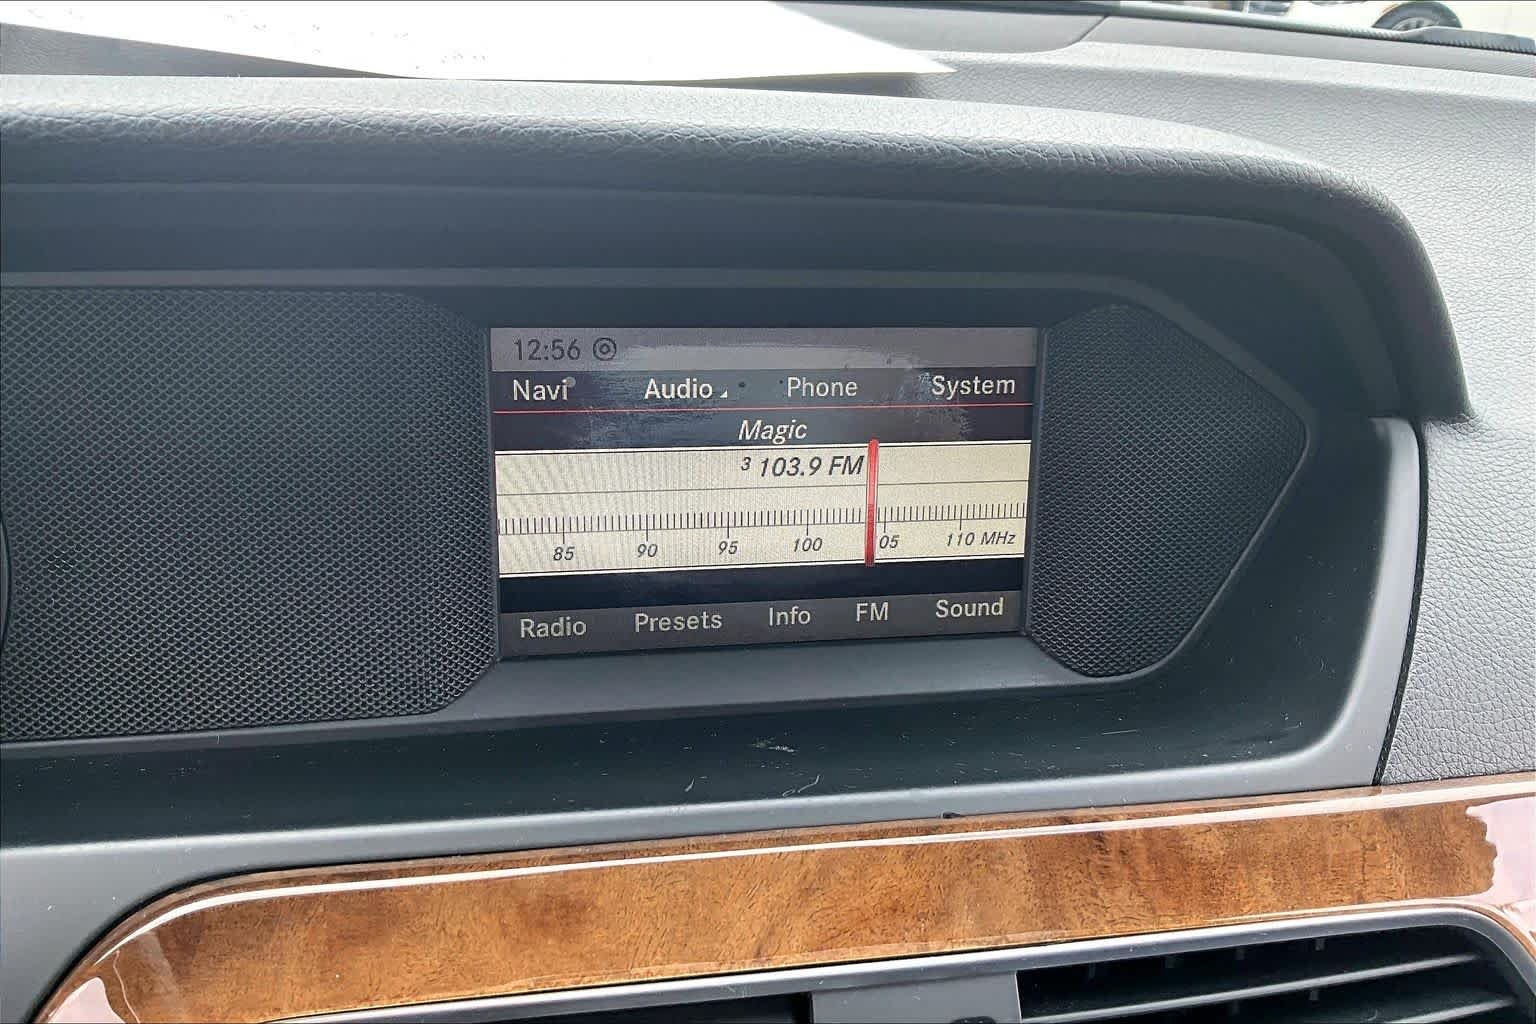 12:56
Navi Audio Phone System
Magic
3 103.9 FM
85 90 95 100 05 110 MHz
Radio Presets Info FM Sound